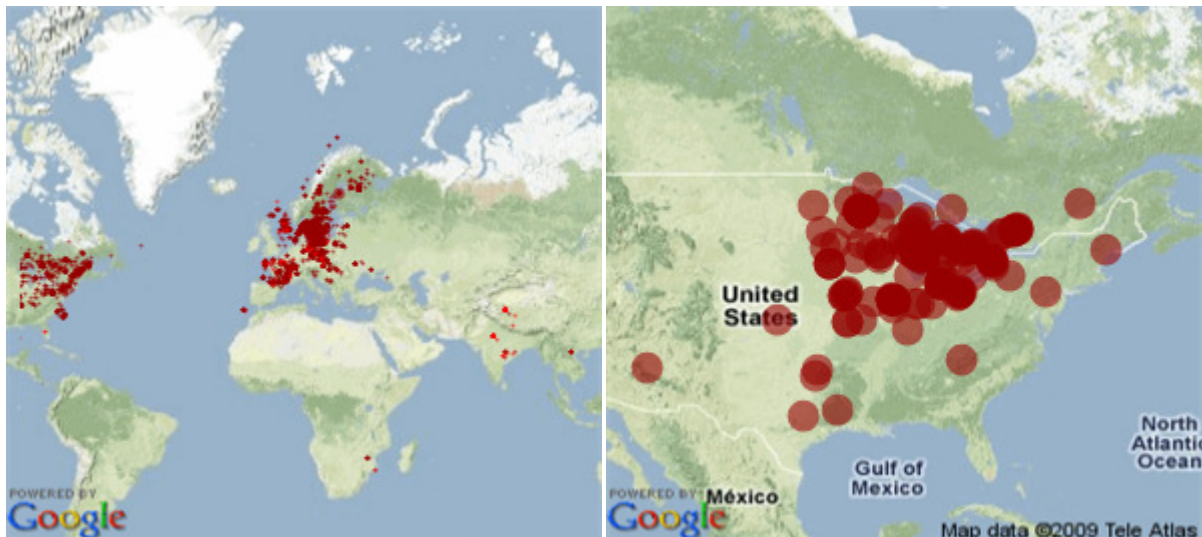 POWERED BY
Google
United
States
North
Atlantic
Ocean
Gulf of
Mexico
México
POWERED BY
Google
Map data ©2009 Tele Atlas